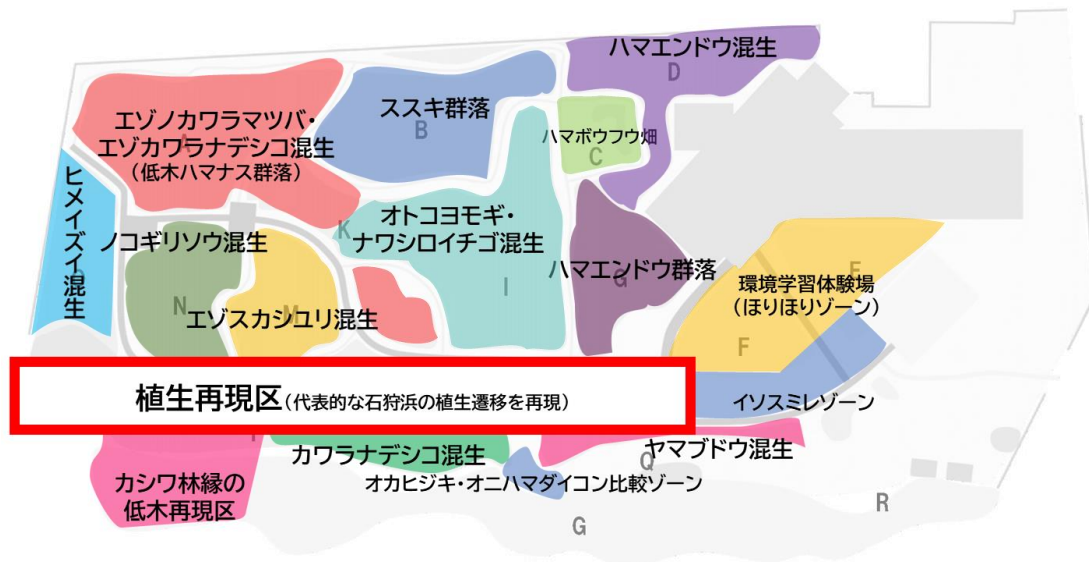 ハマエンドウ混生
D
エゾノカワラマツバ・
エゾカワラナデシコ混生
(低木ハマナス群落)
A
ススキ群落
B
ハマボウフウ畑
C
ヒメイズイ混生
オトコヨモギ・
ナワシロイチゴ混生
K
I
ノコギリソウ混生
N
エゾスカシユリ混生
M
ハマエンドウ群落
G
環境学習体験場
(ほりほりゾーン)
F
F
植生再現区(代表的な石狩浜の植生遷移を再現)
イソスミレゾーン
カワラナデシコ混生
ヤマブドウ混生
Q
カシワ林縁の
低木再現区
オカヒジキ・オニハマダイコン比較ゾーン
R
G